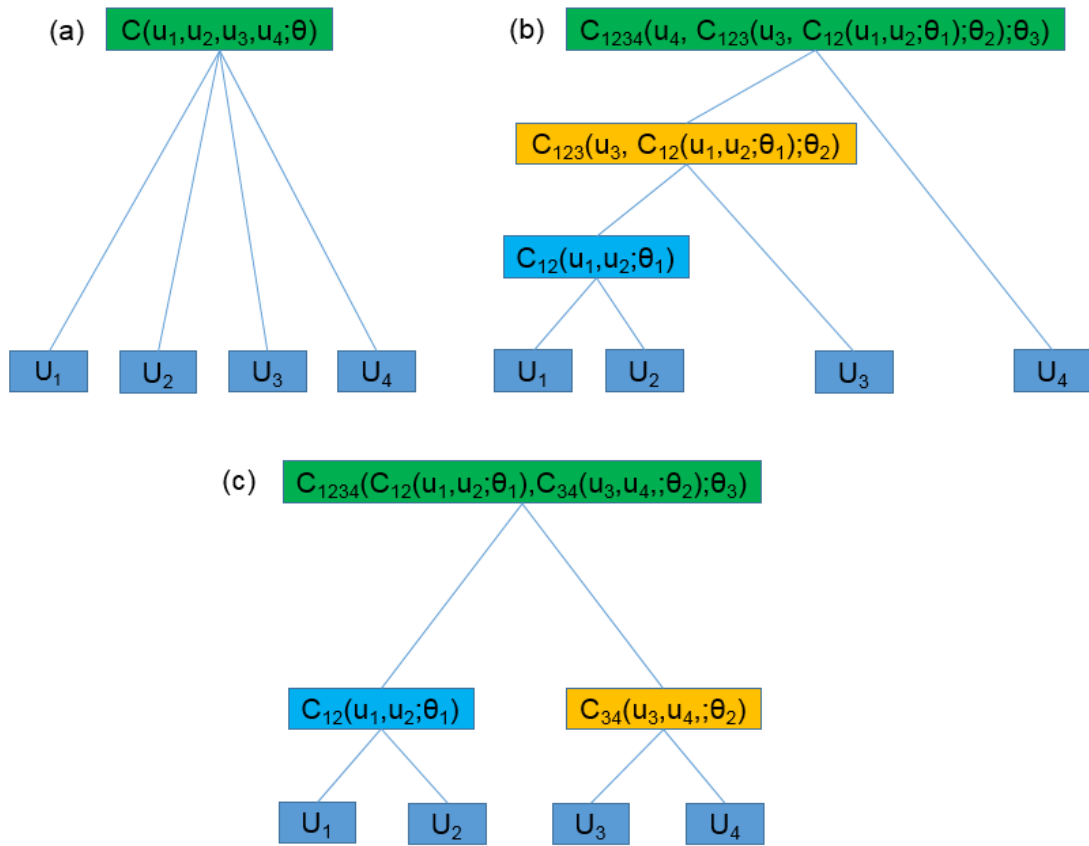 (a)
C(u₁,u₂,u₃,u₄;θ)
U₁
U₂
U₃
U₄
(b)
C₁₂₃₄(u₄, C₁₂₃(u₃, C₁₂(u₁,u₂;θ₁);θ₂);θ₃)
C₁₂₃(u₃, C₁₂(u₁,u₂;θ₁);θ₂)
C₁₂(u₁,u₂;θ₁)
U₁
U₂
U₃
U₄
(c)
C₁₂₃₄(C₁₂(u₁,u₂;θ₁),C₃₄(u₃,u₄,;θ₂);θ₃)
C₁₂(u₁,u₂;θ₁)
C₃₄(u₃,u₄,;θ₂)
U₁
U₂
U₃
U₄